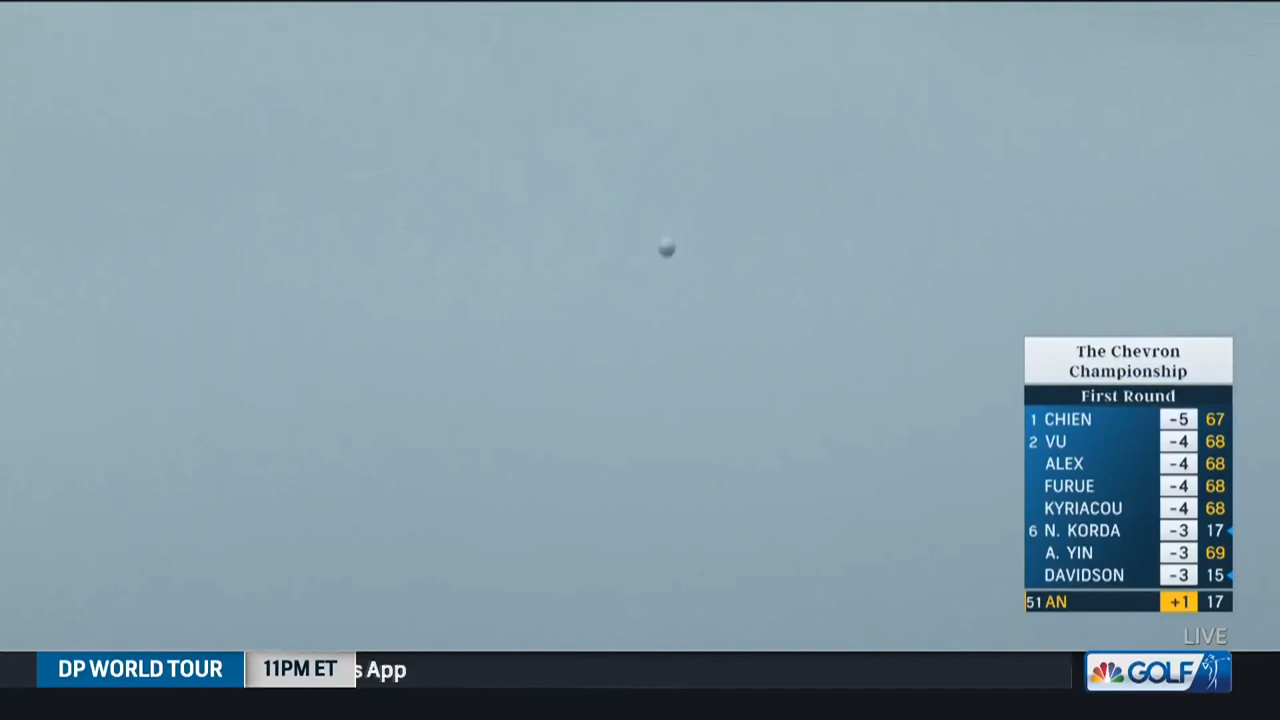 The Chevron
Championship
First Round
1 CHIEN -5 67
2 VU -4 68
ALEX -4 68
FURUE -4 68
KYRIACOU -4 68
6 N. KORDA -3 17
A. YIN -3 69
DAVIDSON -3 15
51 AN +1 17
LIVE
DP WORLD TOUR 11PM ET s App
GOLF